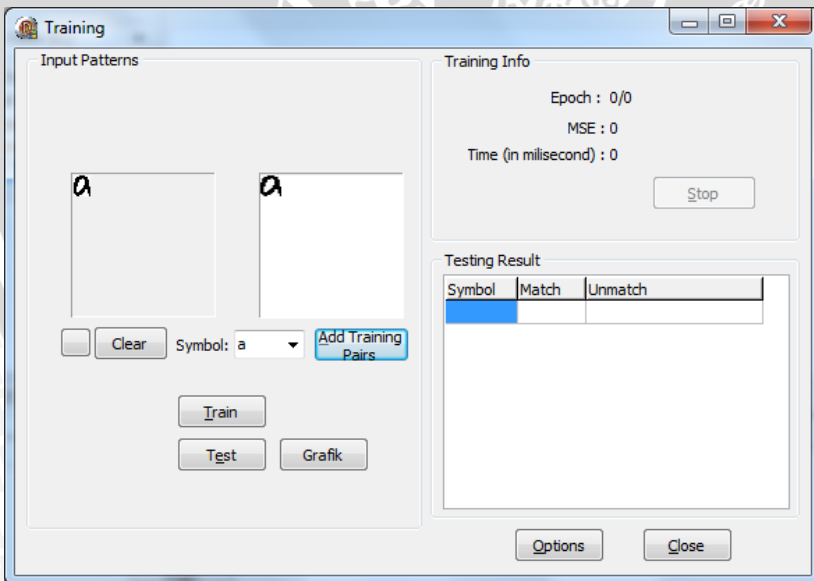 Training
Input Patterns
a
a
Clear
Symbol: a
Add Training
Pairs
Train
Test
Grafik
Training Info
Epoch : 0/0
MSE : 0
Time (in milisecond) : 0
Stop
Testing Result
Symbol Match Unmatch
Options
Close